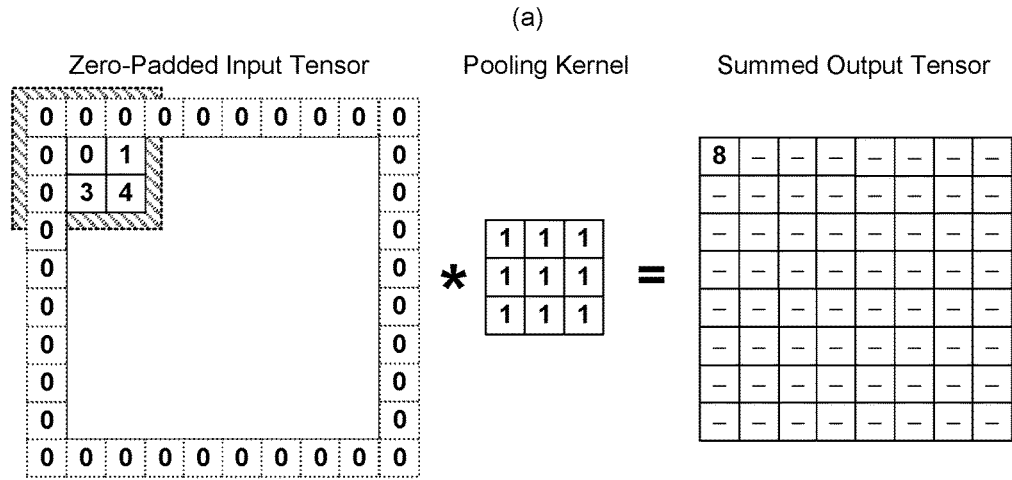 (a)
Zero-Padded Input Tensor
0 0 0 0 0 0 0 0 0 0
0 0 1 0
0 3 4 0
0 0
0 0
0 0
0 0
0 0
0 0
0 0 0 0 0 0 0 0 0 0
*
Pooling Kernel
1 1 1
1 1 1
1 1 1
=
Summed Output Tensor
8 – – – – – – –
– – – – – – – –
– – – – – – – –
– – – – – – – –
– – – – – – – –
– – – – – – – –
– – – – – – – –
– – – – – – – –